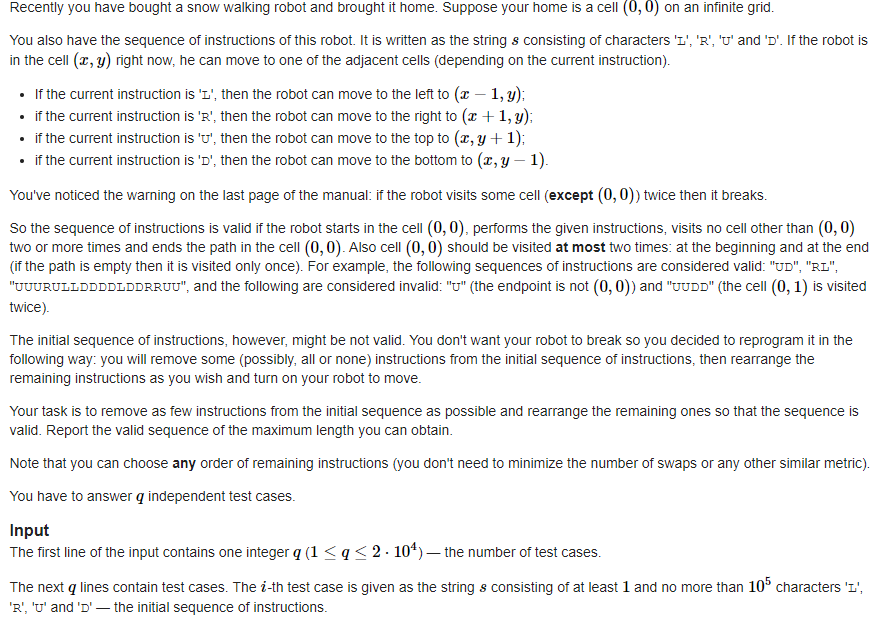 Recently you have bought a snow walking robot and brought it home. Suppose your home is a cell (0, 0) on an infinite grid.
You also have the sequence of instructions of this robot. It is written as the string s consisting of characters 'L', 'R', 'U' and 'D'. If the robot is
in the cell (x, y) right now, he can move to one of the adjacent cells (depending on the current instruction).
• If the current instruction is 'L', then the robot can move to the left to (x − 1, y);
• if the current instruction is 'R', then the robot can move to the right to (x + 1, y);
• if the current instruction is 'U', then the robot can move to the top to (x, y + 1);
• if the current instruction is 'D', then the robot can move to the bottom to (x, y − 1).
You've noticed the warning on the last page of the manual: if the robot visits some cell (except (0, 0)) twice then it breaks.
So the sequence of instructions is valid if the robot starts in the cell (0, 0), performs the given instructions, visits no cell other than (0, 0)
two or more times and ends the path in the cell (0, 0). Also cell (0, 0) should be visited at most two times: at the beginning and at the end
(if the path is empty then it is visited only once). For example, the following sequences of instructions are considered valid: "UD", "RL",
"UUURULLDDDDLDDRRUU", and the following are considered invalid: "U" (the endpoint is not (0, 0)) and "UUDD" (the cell (0, 1) is visited
twice).
The initial sequence of instructions, however, might be not valid. You don't want your robot to break so you decided to reprogram it in the
following way: you will remove some (possibly, all or none) instructions from the initial sequence of instructions, then rearrange the
remaining instructions as you wish and turn on your robot to move.
Your task is to remove as few instructions from the initial sequence as possible and rearrange the remaining ones so that the sequence is
valid. Report the valid sequence of the maximum length you can obtain.
Note that you can choose any order of remaining instructions (you don't need to minimize the number of swaps or any other similar metric).
You have to answer q independent test cases.
Input
The first line of the input contains one integer q (1 ≤ q ≤ 2 · 10⁴) — the number of test cases.
The next q lines contain test cases. The i-th test case is given as the string s consisting of at least 1 and no more than 10⁵ characters 'L',
'R', 'U' and 'D' — the initial sequence of instructions.